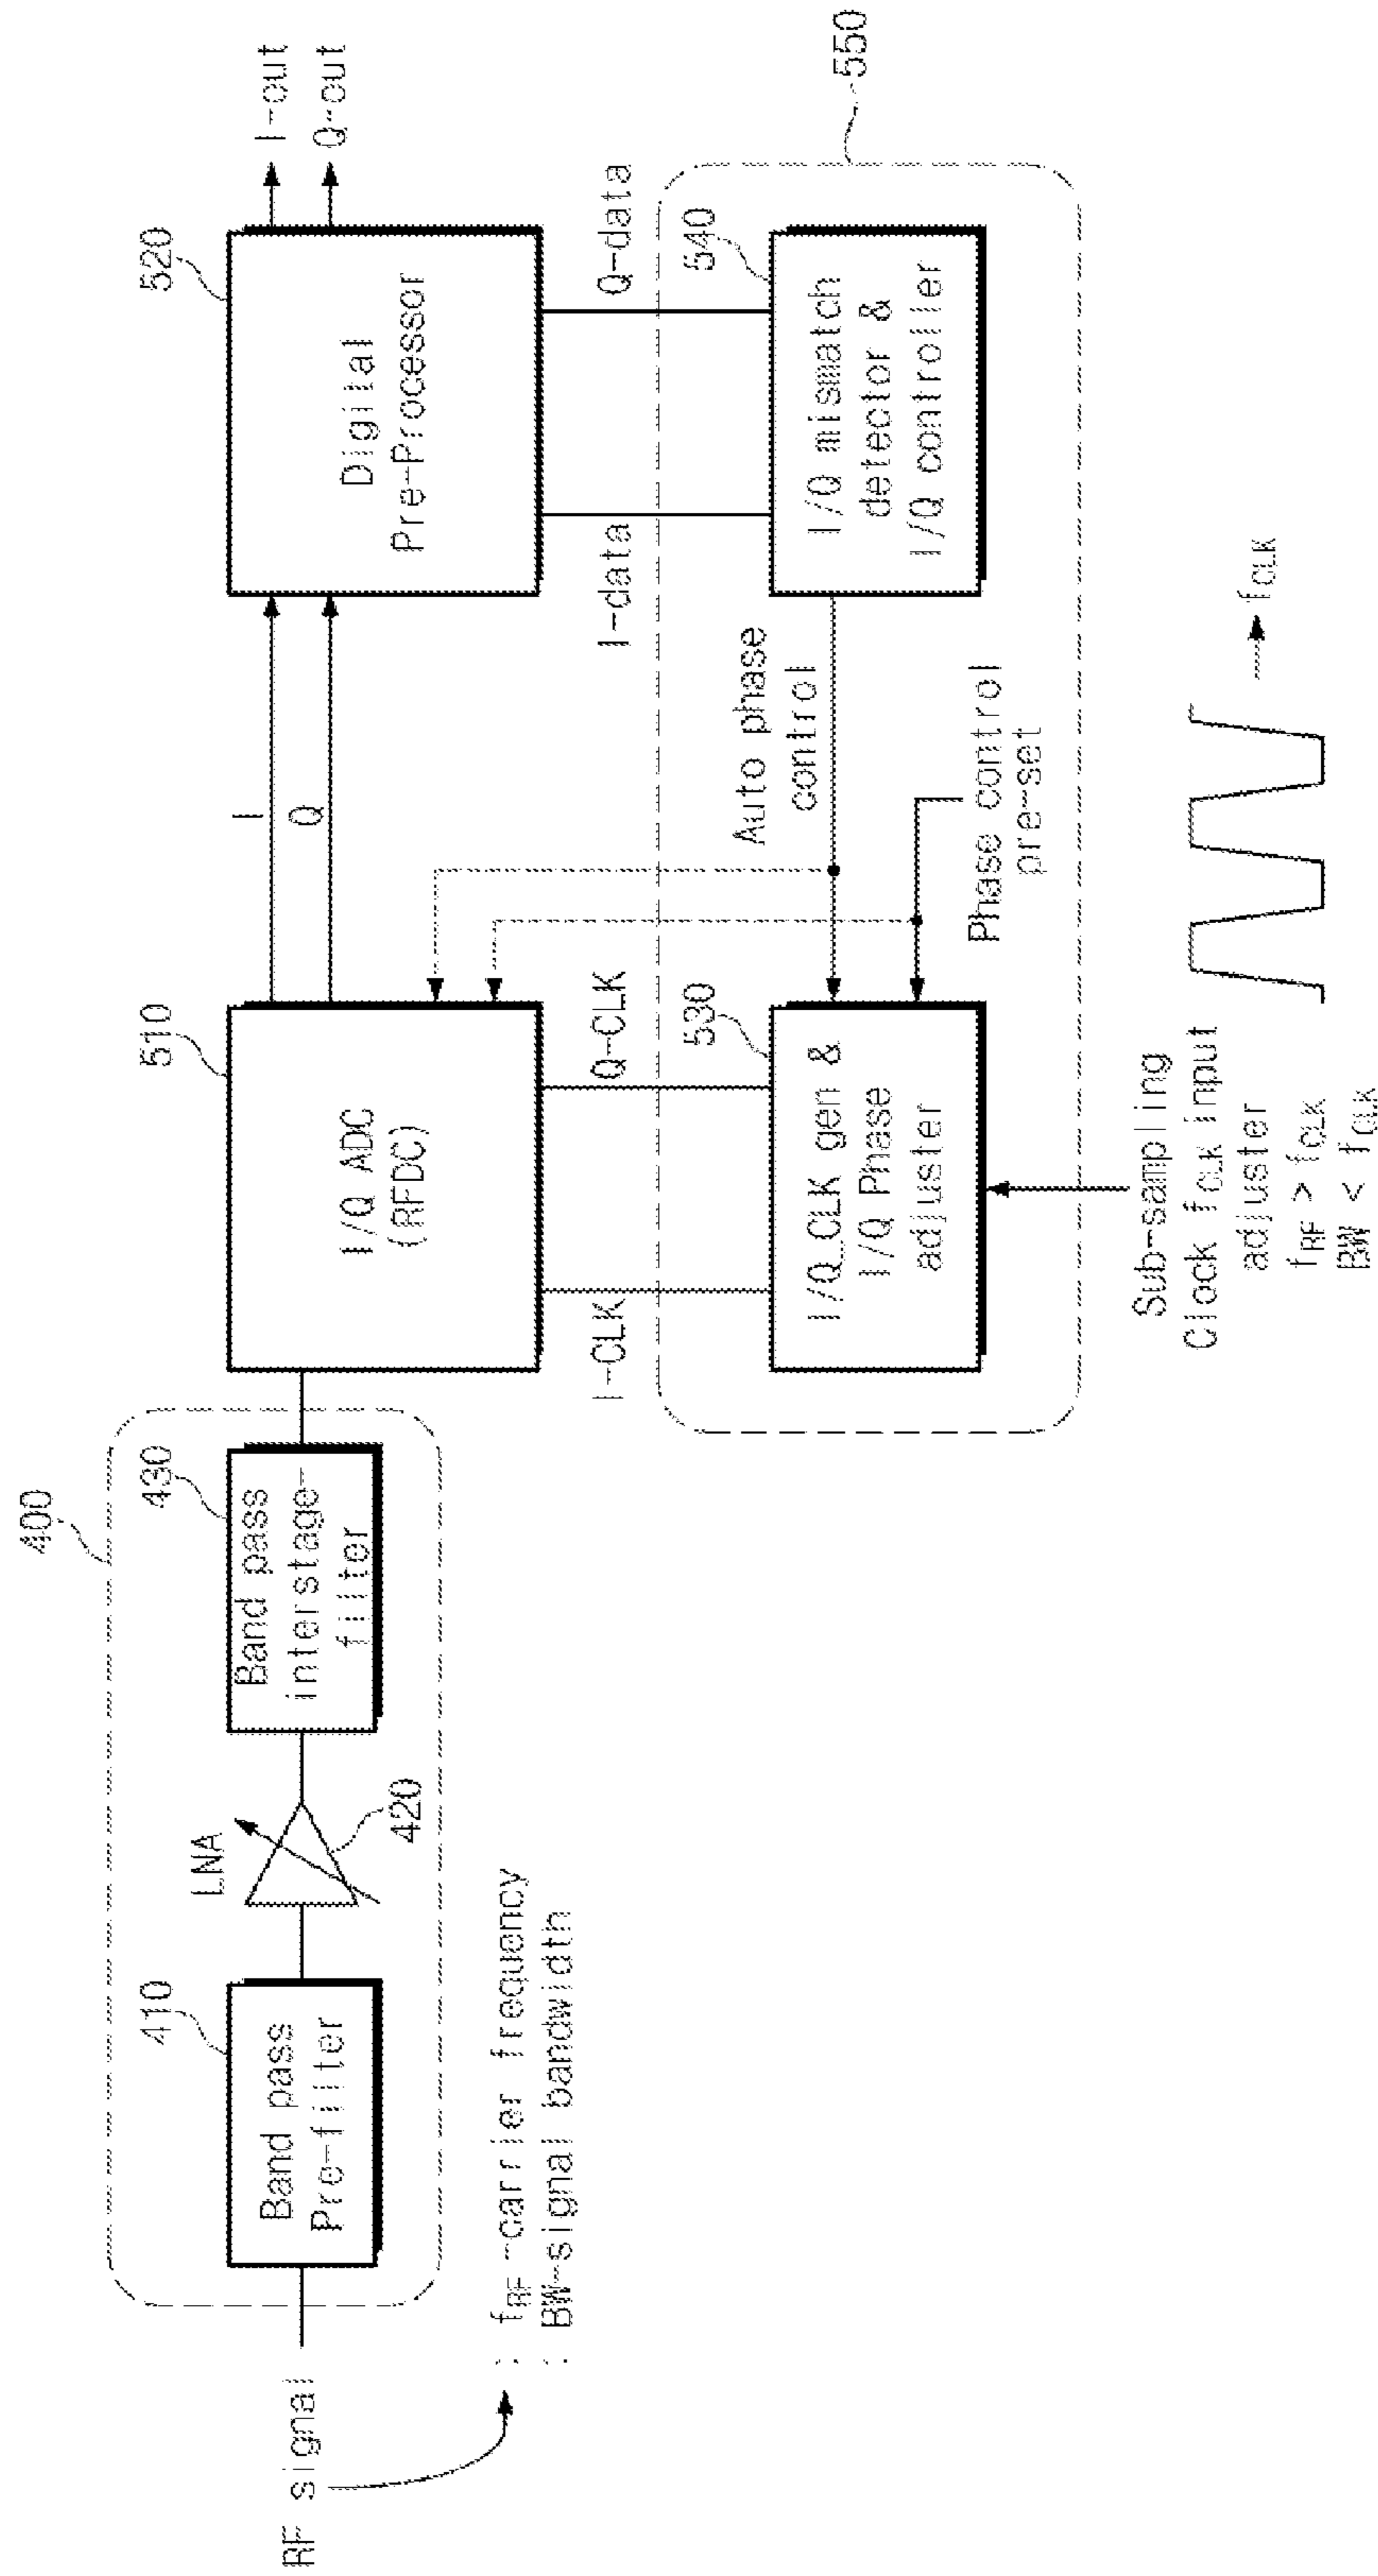 400
410
430
510
520
LNA
I-out
Q-out
RF signal
Band pass
Pre-filter
420
Band pass
interstage-
filter
I/Q ADC
(RFDC)
I
Q
Digital
Pre-Processor
: fRF -carrier frequency
: BW-signal bandwidth
I-CLK
Q-CLK
I-data
Q-data
530
540
550
I/Q_CLK gen &
I/Q Phase
adjuster
Auto phase
control
I/Q mismatch
detector &
I/Q controller
Phase control
pre-set
Sub-sampling
Clock fCLK input
adjuster
fRF > fCLK
BW < fCLK
fCLK